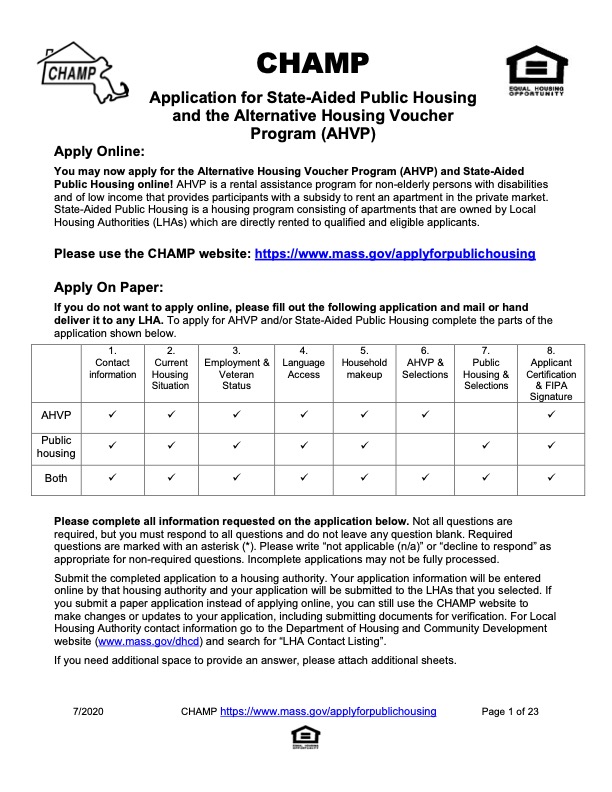 CHAMP
CHAMP
EQUAL HOUSING
OPPORTUNITY
Application for State-Aided Public Housing
and the Alternative Housing Voucher
Program (AHVP)
Apply Online:
You may now apply for the Alternative Housing Voucher Program (AHVP) and State-Aided
Public Housing online! AHVP is a rental assistance program for non-elderly persons with disabilities
and of low income that provides participants with a subsidy to rent an apartment in the private market.
State-Aided Public Housing is a housing program consisting of apartments that are owned by Local
Housing Authorities (LHAs) which are directly rented to qualified and eligible applicants.
Please use the CHAMP website: https://www.mass.gov/applyforpublichousing
Apply On Paper:
If you do not want to apply online, please fill out the following application and mail or hand
deliver it to any LHA. To apply for AHVP and/or State-Aided Public Housing complete the parts of the
application shown below.
1. Contact information
2. Current Housing Situation
3. Employment & Veteran Status
4. Language Access
5. Household makeup
6. AHVP & Selections
7. Public Housing & Selections
8. Applicant Certification & FIPA Signature
AHVP ✓ ✓ ✓ ✓ ✓ ✓ ✓
Public housing ✓ ✓ ✓ ✓ ✓ ✓ ✓
Both ✓ ✓ ✓ ✓ ✓ ✓ ✓ ✓
Please complete all information requested on the application below. Not all questions are
required, but you must respond to all questions and do not leave any question blank. Required
questions are marked with an asterisk (*). Please write “not applicable (n/a)” or “decline to respond” as
appropriate for non-required questions. Incomplete applications may not be fully processed.
Submit the completed application to a housing authority. Your application information will be entered
online by that housing authority and your application will be submitted to the LHAs that you selected. If
you submit a paper application instead of applying online, you can still use the CHAMP website to
make changes or updates to your application, including submitting documents for verification. For Local
Housing Authority contact information go to the Department of Housing and Community Development
website (www.mass.gov/dhcd) and search for “LHA Contact Listing”.
If you need additional space to provide an answer, please attach additional sheets.
7/2020 CHAMP https://www.mass.gov/applyforpublichousing Page 1 of 23
EQUAL HOUSING
OPPORTUNITY